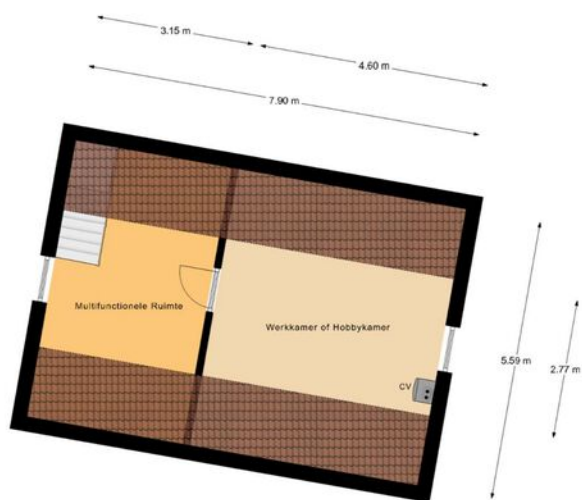 3.15 m
4.60 m
7.90 m
Multifunctionele Ruimte
Werkkamer of Hobbykamer
CV
5.59 m
2.77 m